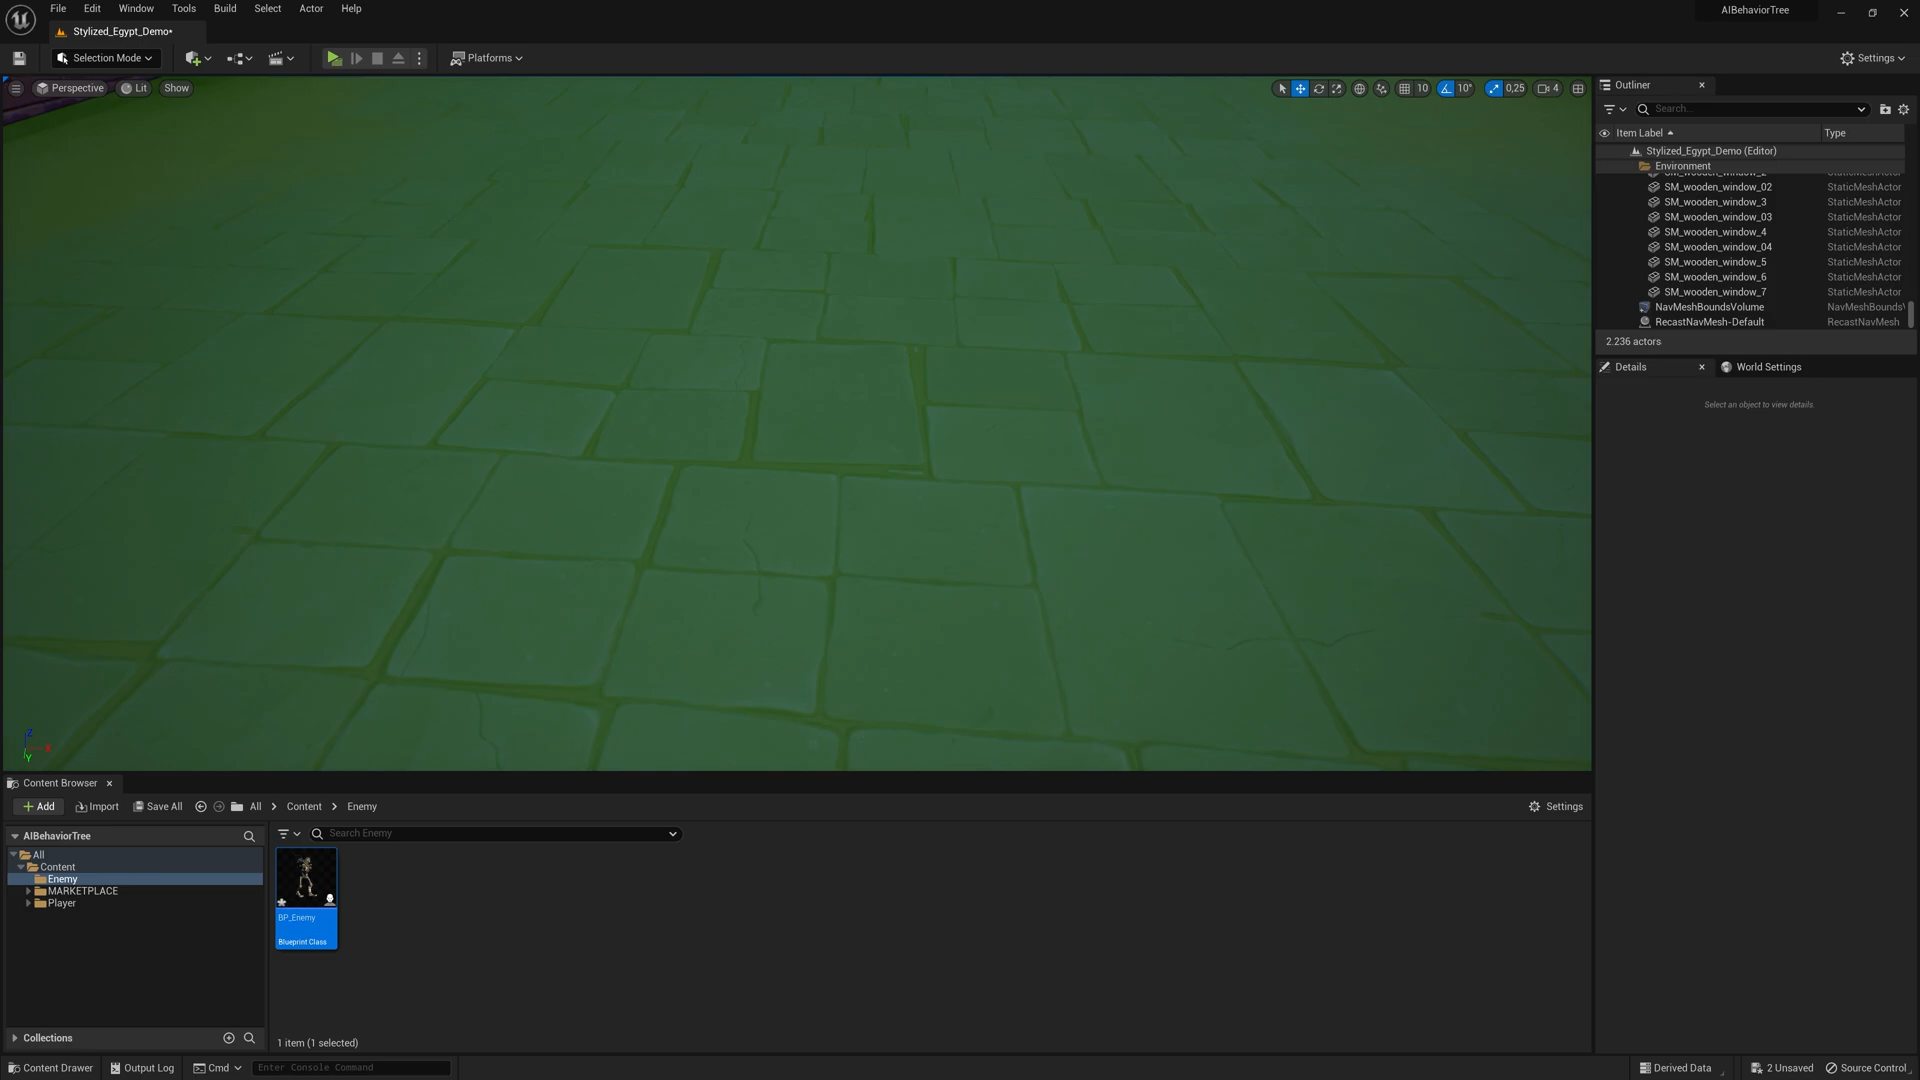 File Edit Window Tools Build Select Actor Help
AIBehaviorTree
Stylized_Egypt_Demo*
Selection Mode
Platforms
Settings
Perspective
Lit
Show
10
10°
0,25
4
Outliner
Search...
Item Label
Type
Stylized_Egypt_Demo (Editor)
Environment
SM_wooden_window_2 StaticMeshActor
SM_wooden_window_02 StaticMeshActor
SM_wooden_window_3 StaticMeshActor
SM_wooden_window_03 StaticMeshActor
SM_wooden_window_4 StaticMeshActor
SM_wooden_window_04 StaticMeshActor
SM_wooden_window_5 StaticMeshActor
SM_wooden_window_6 StaticMeshActor
SM_wooden_window_7 StaticMeshActor
NavMeshBoundsVolume NavMeshBounds
RecastNavMesh-Default RecastNavMesh
2.236 actors
Details
World Settings
Select an object to view details.
Z
X
Y
Content Browser
Add
Import
Save All
All > Content > Enemy
Settings
AIBehaviorTree
Search Enemy
All
Content
Enemy
MARKETPLACE
Player
BP_Enemy
Blueprint Class
Collections
1 item (1 selected)
Content Drawer
Output Log
Cmd
Enter Console Command
Derived Data
2 Unsaved
Source Control